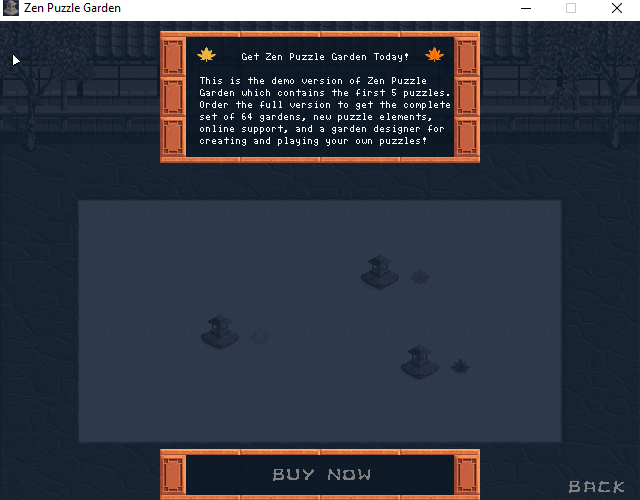 Zen Puzzle Garden
Get Zen Puzzle Garden Today!
This is the demo version of Zen Puzzle
Garden which contains the first 5 puzzles.
Order the full version to get the complete
set of 64 gardens, new puzzle elements,
online support, and a garden designer for
creating and playing your own puzzles!
BUY NOW
BACK